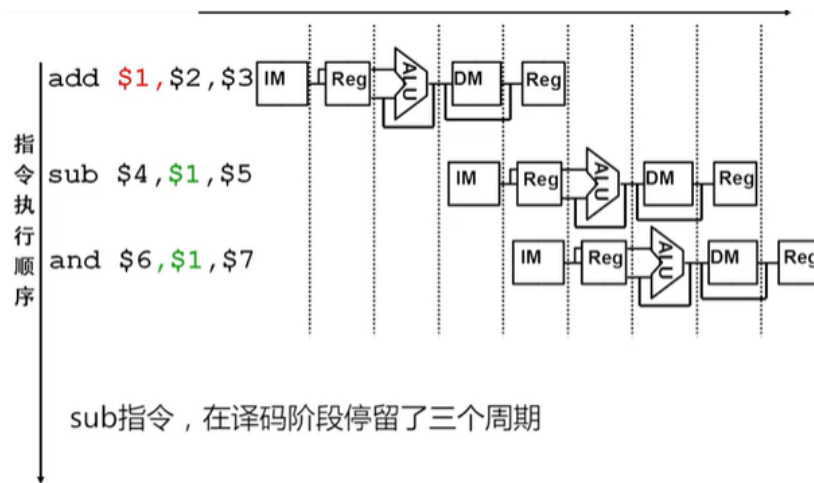 add $1,$2,$3
IM
Reg
ALU
DM
Reg
指令执行顺序
sub $4,$1,$5
IM
Reg
ALU
DM
Reg
and $6,$1,$7
IM
Reg
ALU
DM
Reg
sub指令，在译码阶段停留了三个周期